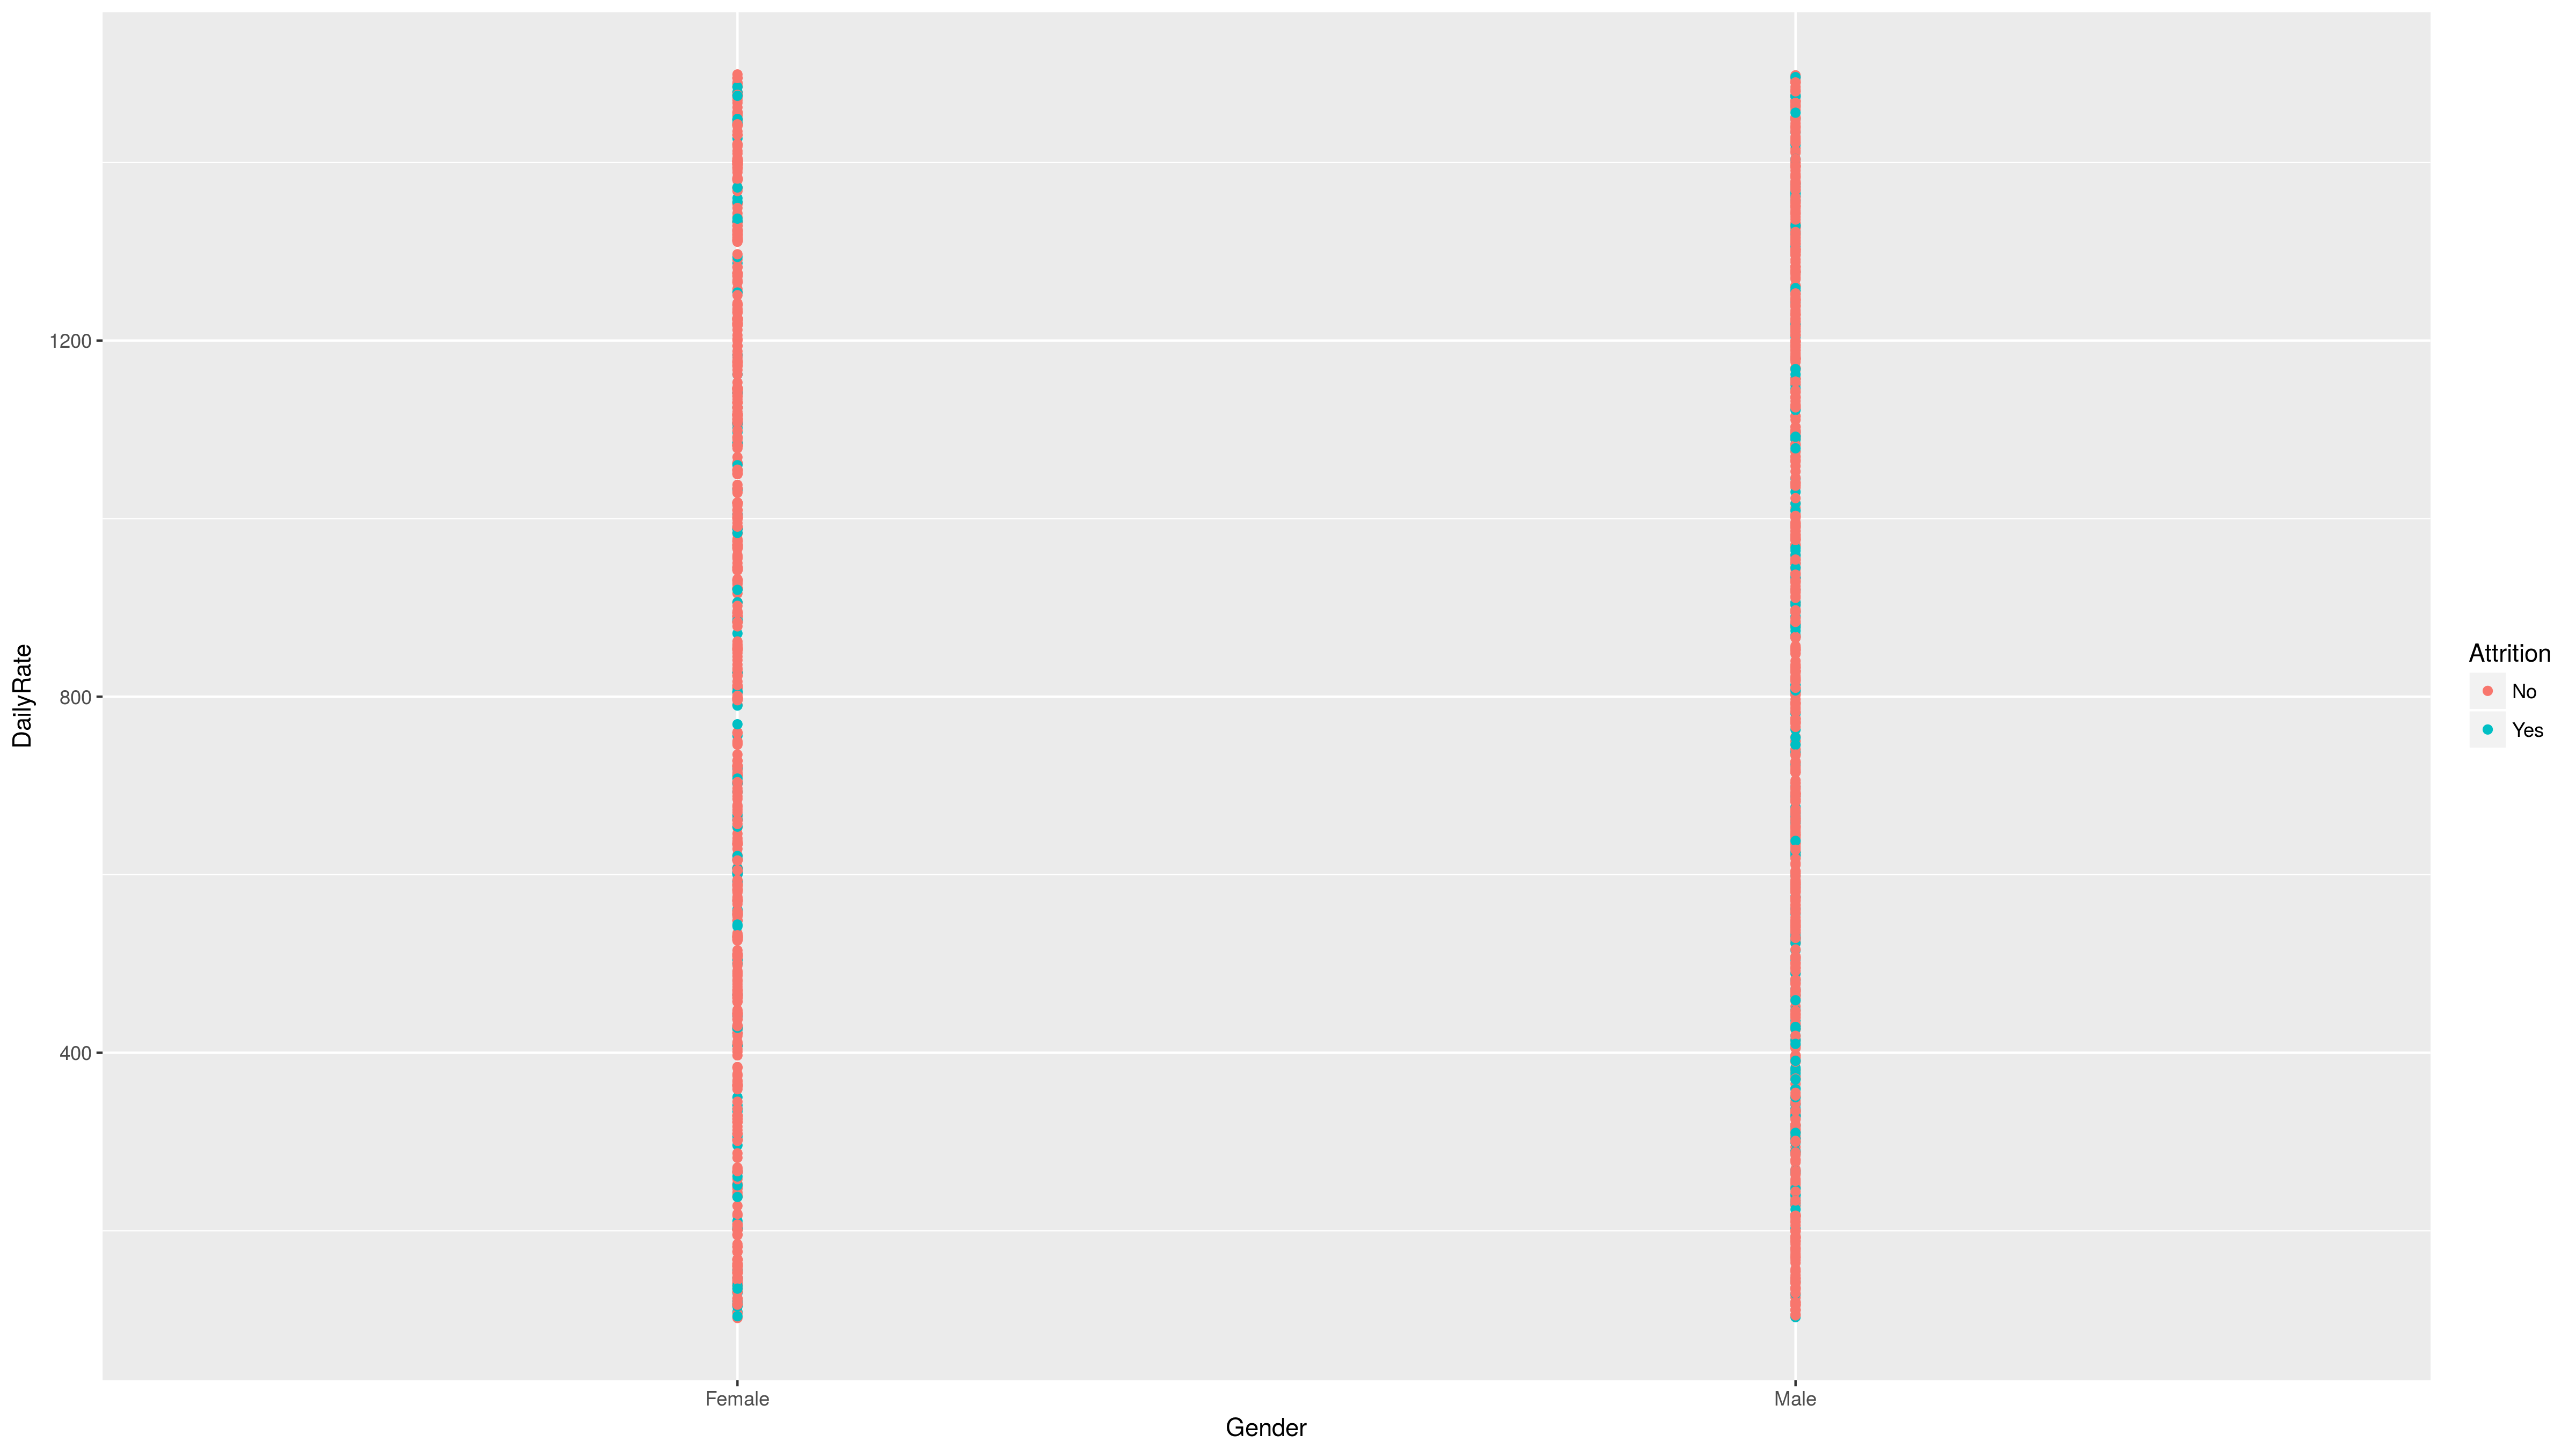 1200
800
400
DailyRate
Female
Male
Gender
Attrition
No
Yes